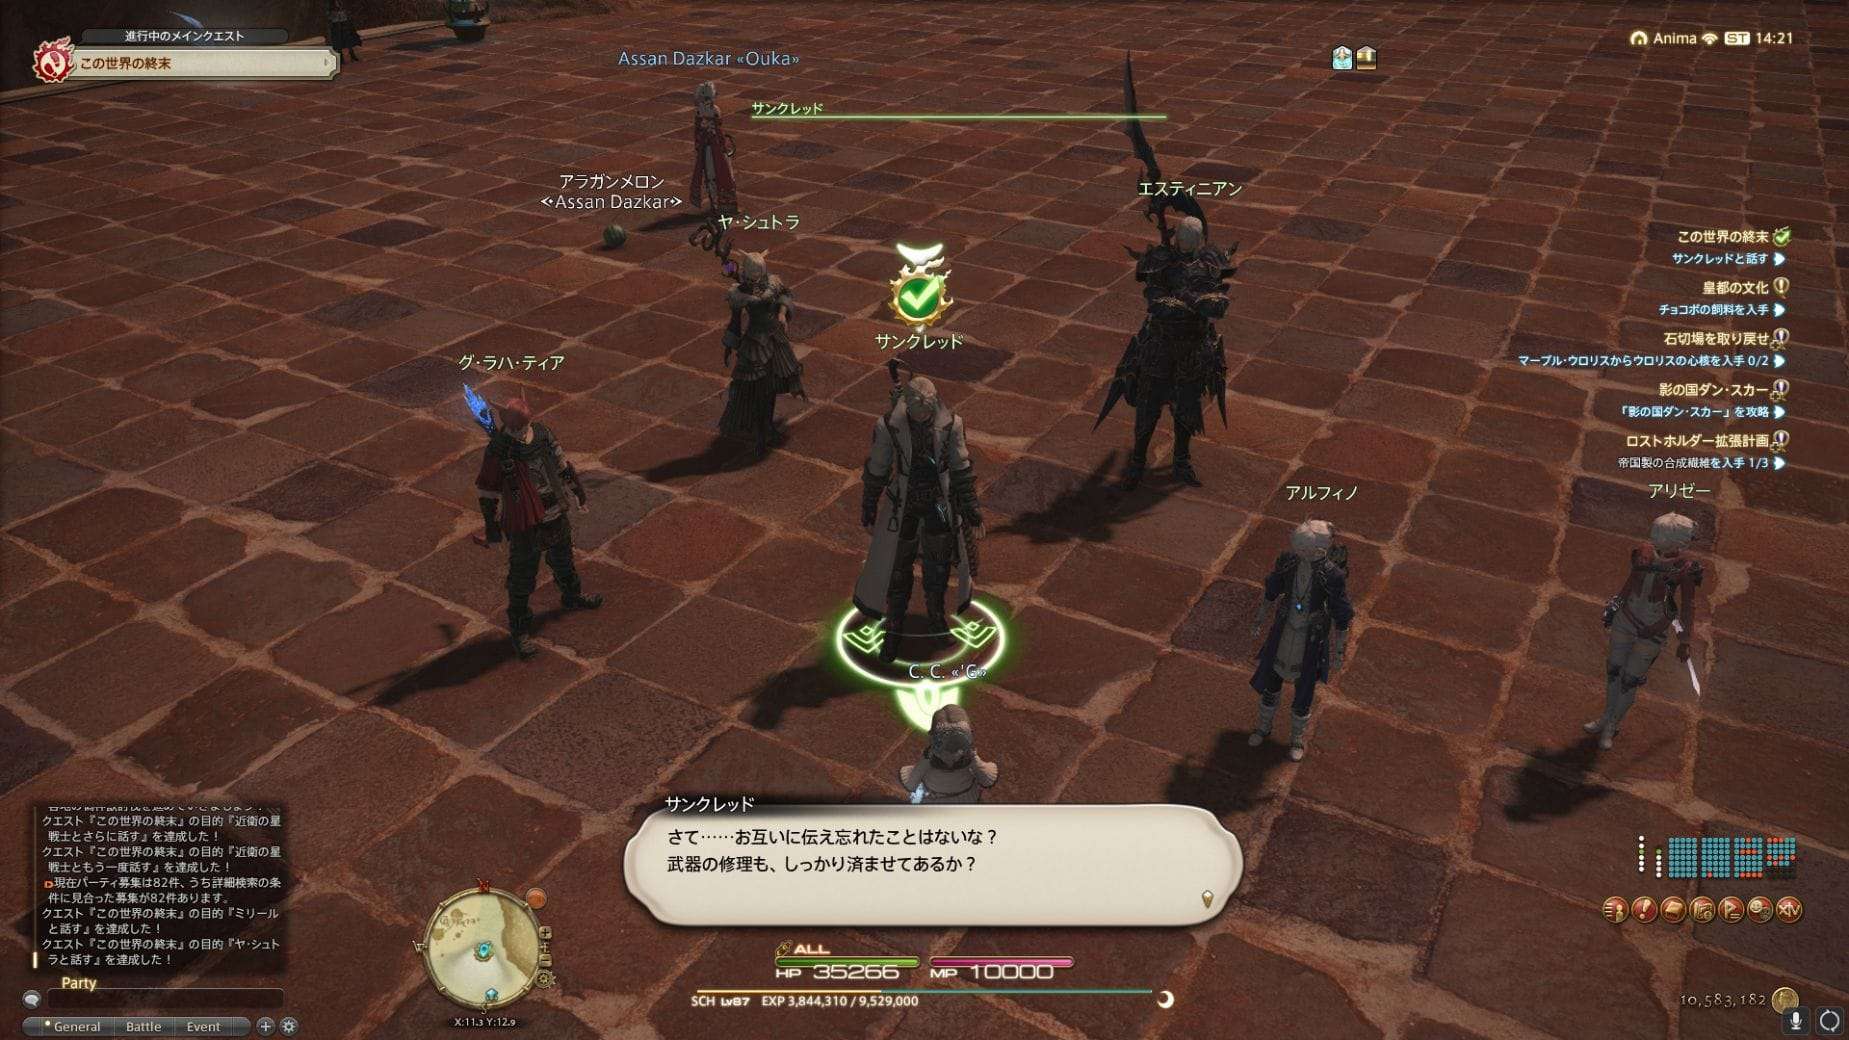 進行中のメインクエスト
この世界の終末
Anima ST 14:21
Assan Dazkar «Ouka»
サンクレッド
アラガンメロン
Assan Dazkar
ヤ・シュトラ
エスティニアン
サンクレッド
グ・ラハ・ティア
アルフィノ
アリゼー
この世界の終末
サンクレッドと話す
皇都の文化
チョコボの飼料を入手
石切場を取り戻せ
マーブル・ウロリスからウロリスの心核を入手 0/2
影の国ダン・スカー
「影の国ダン・スカー」を攻略
ロストホルダー拡張計画
帝国製の合成繊維を入手 1/3
C. C. «'G»
サンクレッド
さて……お互いに伝え忘れたことはないな？
武器の修理も、しっかり済ませてあるか？
クエスト『この世界の終末』の目的『近衛の星
戦士とさらに話す』を達成した！
クエスト『この世界の終末』の目的『近衛の星
戦士ともう一度話す』を達成した！
現在パーティ募集は82件、うち詳細検索の条
件に見合った募集が82件あります。
クエスト『この世界の終末』の目的『ミリール
と話す』を達成した！
クエスト『この世界の終末』の目的『ヤ・シュト
ラと話す』を達成した！
Party
General Battle Event
X:11.3 Y:12.9
ALL
HP 35266 MP 10000
SCH Lv87 EXP 3,844,310 / 9,529,000
XIV
10,583,182